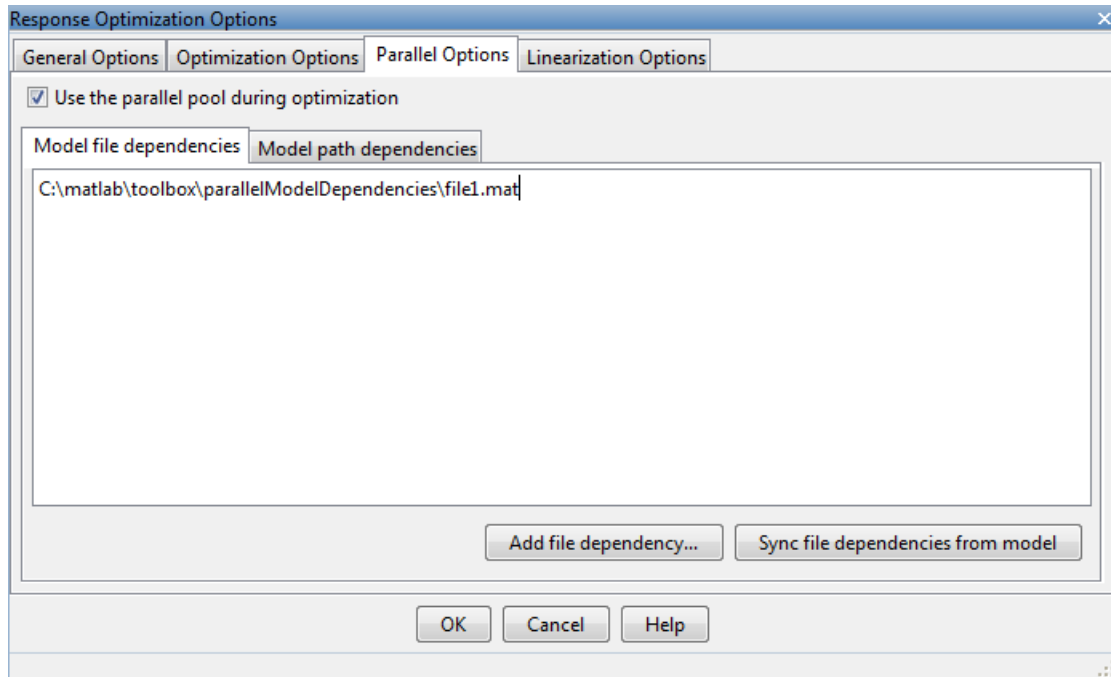 Response Optimization Options
General Options Optimization Options Parallel Options Linearization Options
Use the parallel pool during optimization
Model file dependencies Model path dependencies
C:\matlab\toolbox\parallelModelDependencies\file1.mat
Add file dependency... Sync file dependencies from model
OK Cancel Help